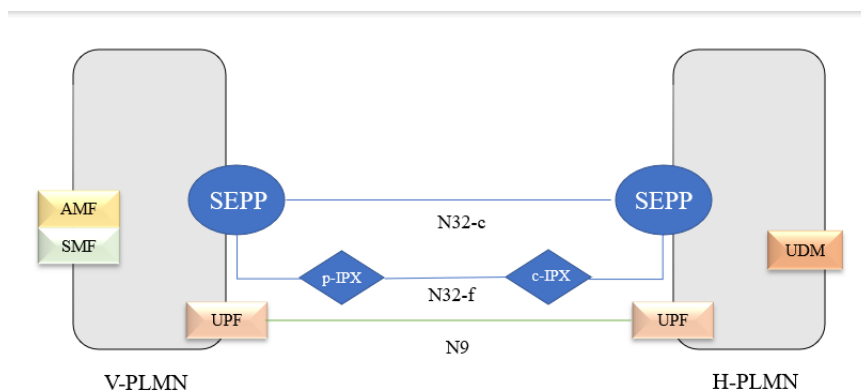 SEPP
SEPP
AMF
N32-c
SMF
UDM
p-IPX
c-IPX
N32-f
UPF
UPF
N9
V-PLMN
H-PLMN